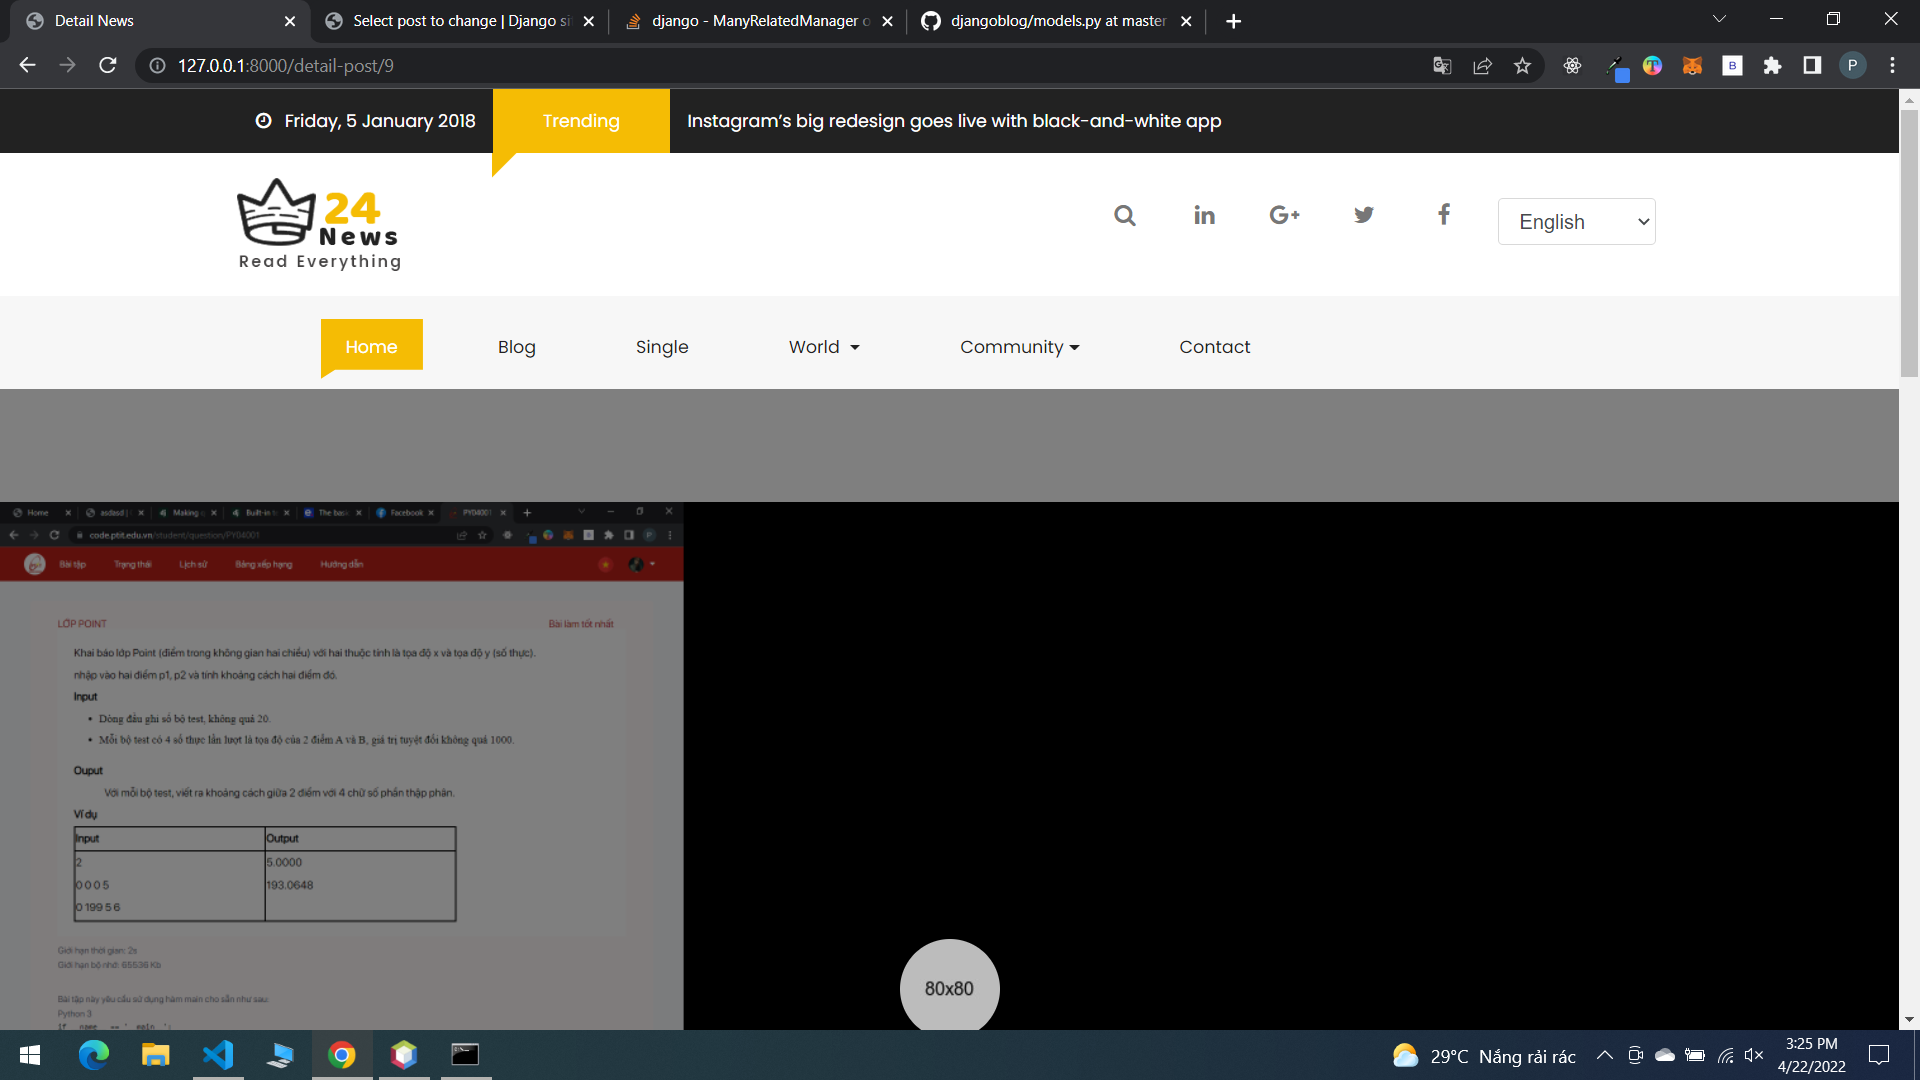 Detail News
Select post to change | Django si
django - ManyRelatedManager o
djangoblog/models.py at master
127.0.0.1:8000/detail-post/9
P
Friday, 5 January 2018
Trending
Instagram's big redesign goes live with black-and-white app
24
News
Read Everything
English
Home
Blog
Single
World
Community
Contact
Home
asdasd |
Making q
Built-in t
The basi
Facebook
PY04001
code.ptit.edu.vn/student/question/PY04001
Bài tập
Trạng thái
Lịch sử
Bảng xếp hạng
Hướng dẫn
LỚP POINT
Bài làm tốt nhất
Khai báo lớp Point (điểm trong không gian hai chiều) với hai thuộc tính là tọa độ x và tọa độ y (số thực).
nhập vào hai điểm p1, p2 và tính khoảng cách hai điểm đó.
Input
• Dòng đầu ghi số bộ test, không quá 20.
• Mỗi bộ test có 4 số thực lần lượt là tọa độ của 2 điểm A và B, giá trị tuyệt đối không quá 1000.
Ouput
Với mỗi bộ test, viết ra khoảng cách giữa 2 điểm với 4 chữ số phần thập phân.
Ví dụ
Input
Output
2
5.0000
0 0 0 5
193.0648
0 199 5 6
Giới hạn thời gian: 2s
Giới hạn bộ nhớ: 65536 Kb
Bài tập này yêu cầu sử dụng hàm main cho sẵn như sau:
Python 3
if __name__ == '__main__':
80x80
29°C Nắng rải rác
3:25 PM
4/22/2022